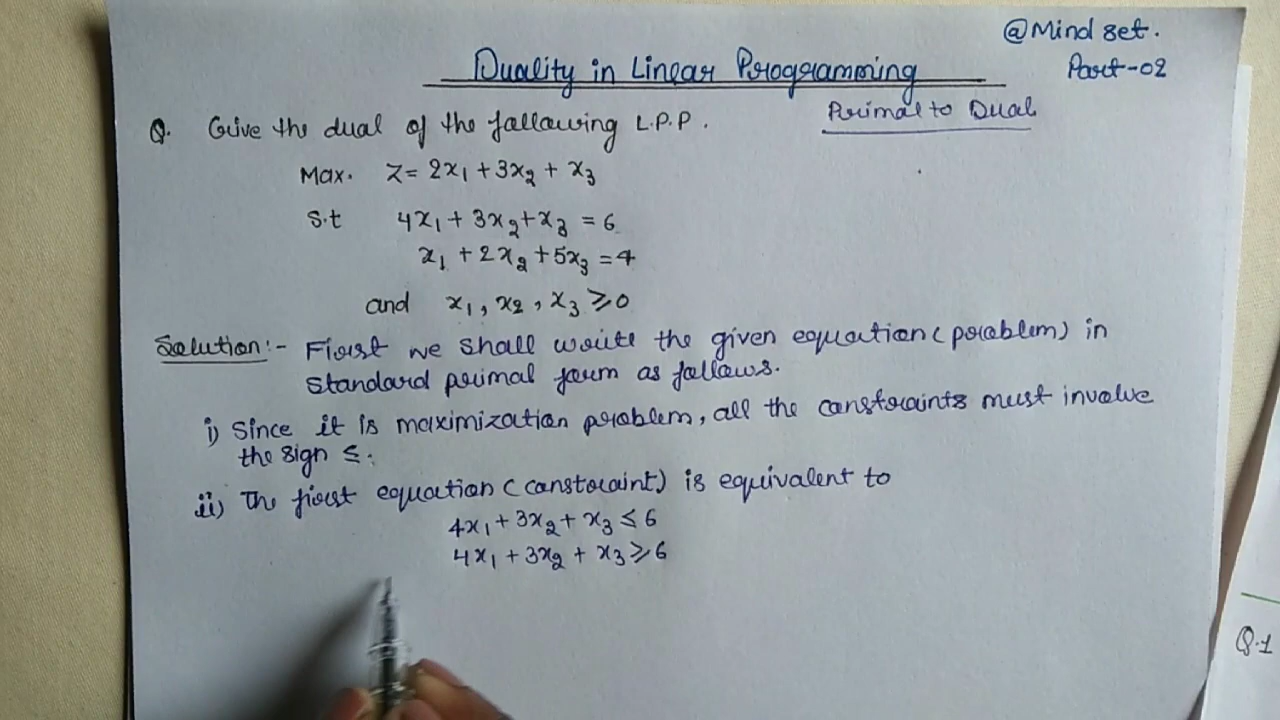 @Mind set.
Part-02
Duality in Linear Programming
Primal to Dual
Q. Give the dual of the following L.P.P.
Max. Z = 2x₁ + 3x₂ + x₃
S.t 4x₁ + 3x₂ + x₃ = 6
x₁ + 2x₂ + 5x₃ = 4
and x₁, x₂, x₃ ≥ 0
Solution:- First we shall write the given equation (problem) in
standard primal form as follows.
i) Since it is maximization problem, all the constraints must involve
the sign ≤.
ii) The first equation (constraint) is equivalent to
4x₁ + 3x₂ + x₃ ≤ 6
4x₁ + 3x₂ + x₃ ≥ 6
Q.1